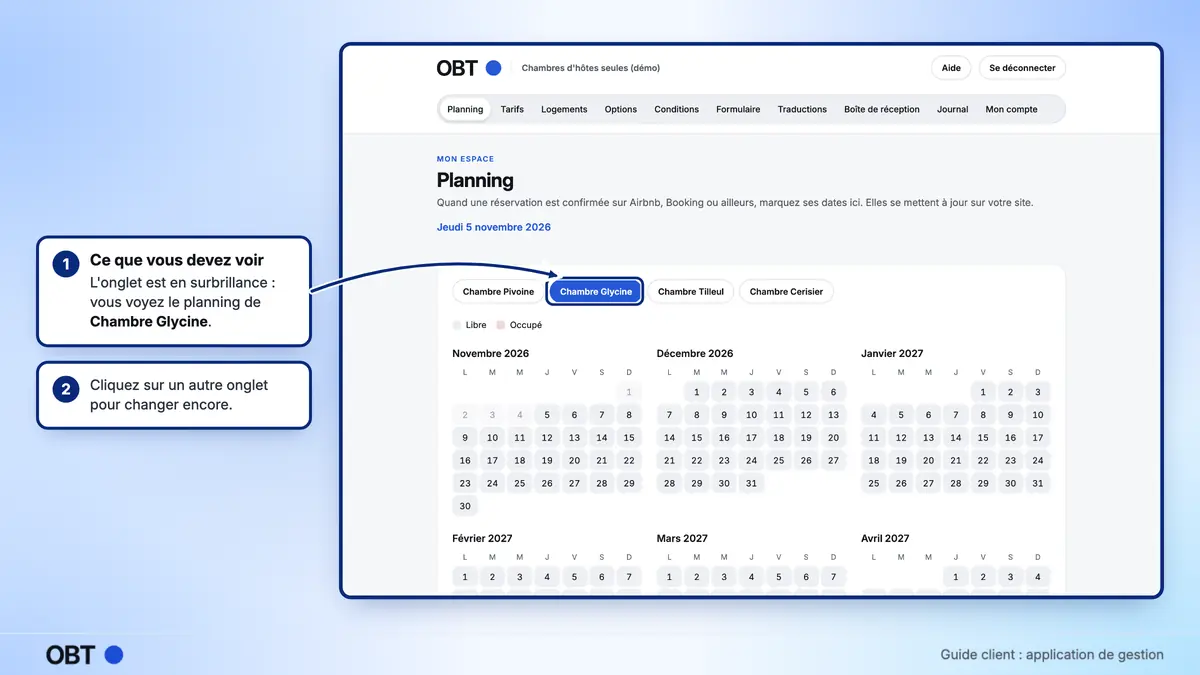 OBT
Chambres d'hôtes seules (démo)
Aide
Se déconnecter
Planning Tarifs Logements Options Conditions Formulaire Traductions Boîte de réception Journal Mon compte
MON ESPACE
Planning
Quand une réservation est confirmée sur Airbnb, Booking ou ailleurs, marquez ses dates ici. Elles se mettent à jour sur votre site.
Jeudi 5 novembre 2026
1
Ce que vous devez voir
L'onglet est en surbrillance :
vous voyez le planning de
Chambre Glycine.
2
Cliquez sur un autre onglet
pour changer encore.
Chambre Pivoine Chambre Glycine Chambre Tilleul Chambre Cerisier
Libre Occupé
Novembre 2026
L M M J V S D
1
2 3 4 5 6 7 8
9 10 11 12 13 14 15
16 17 18 19 20 21 22
23 24 25 26 27 28 29
30
Décembre 2026
L M M J V S D
1 2 3 4 5 6
7 8 9 10 11 12 13
14 15 16 17 18 19 20
21 22 23 24 25 26 27
28 29 30 31
Janvier 2027
L M M J V S D
1 2 3
4 5 6 7 8 9 10
11 12 13 14 15 16 17
18 19 20 21 22 23 24
25 26 27 28 29 30 31
Février 2027
L M M J V S D
1 2 3 4 5 6 7
Mars 2027
L M M J V S D
1 2 3 4 5 6 7
Avril 2027
L M M J V S D
1 2 3 4
OBT
Guide client : application de gestion